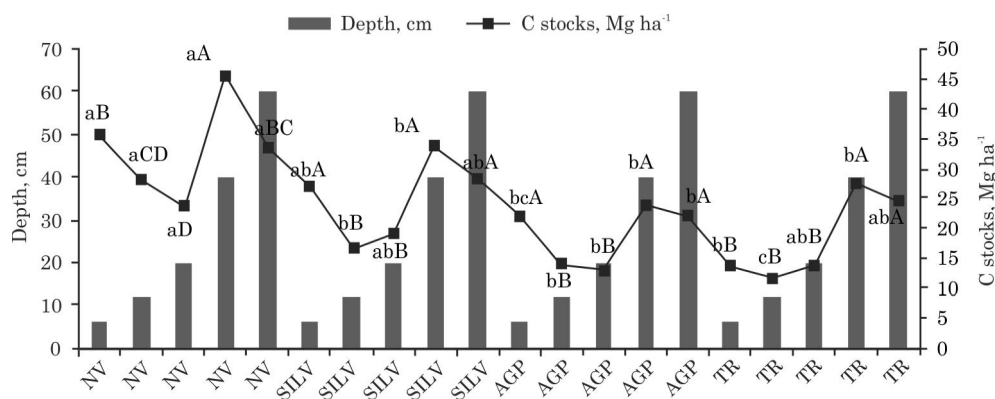 Depth, cm C stocks, Mg ha⁻¹
70 50
60 45
50 40
40 35
30 30
20 25
10 20
0 15
10
5
0
Depth, cm
C stocks, Mg ha⁻¹
aB
aCD
aD
aA
aBC
abA
bB
abB
bA
abA
bcA
bB
bB
bA
bA
bB
cB
abB
bA
abA
NV NV NV NV NV SILV SILV SILV SILV SILV AGP AGP AGP AGP AGP TR TR TR TR TR